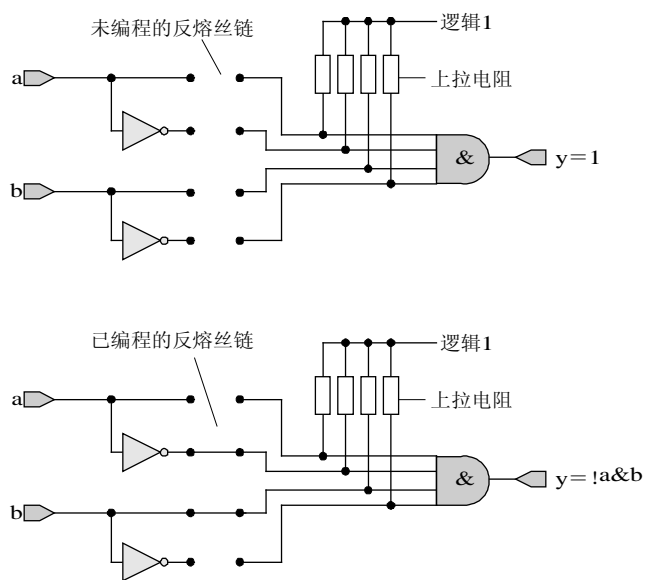 未编程的反熔丝链
逻辑1
a
上拉电阻
&
y=1
b
已编程的反熔丝链
逻辑1
a
上拉电阻
&
y=!a&b
b